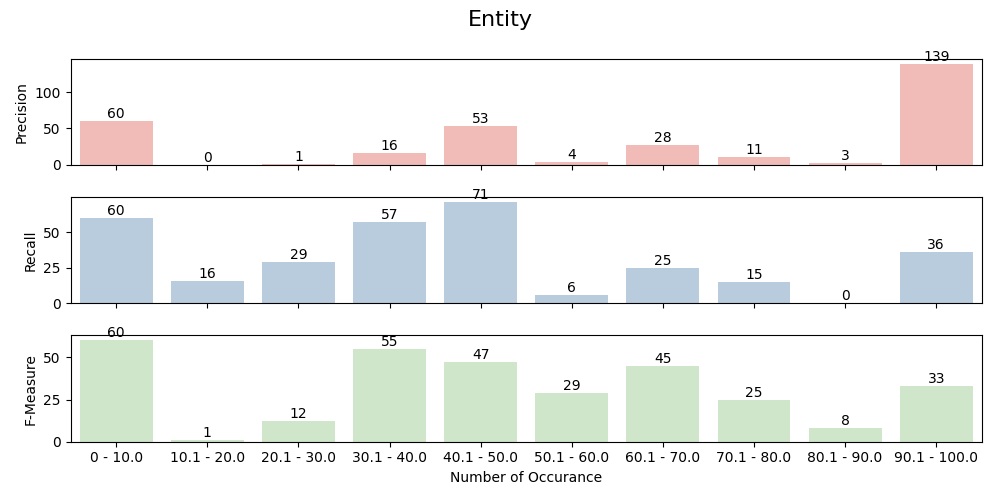 Entity
Precision
100
50
0
60
0
1
16
53
4
28
11
3
139
Recall
50
25
0
60
16
29
57
71
6
25
15
0
36
F-Measure
50
25
0
60
1
12
55
47
29
45
25
8
33
0 - 10.0
10.1 - 20.0
20.1 - 30.0
30.1 - 40.0
40.1 - 50.0
50.1 - 60.0
60.1 - 70.0
70.1 - 80.0
80.1 - 90.0
90.1 - 100.0
Number of Occurance